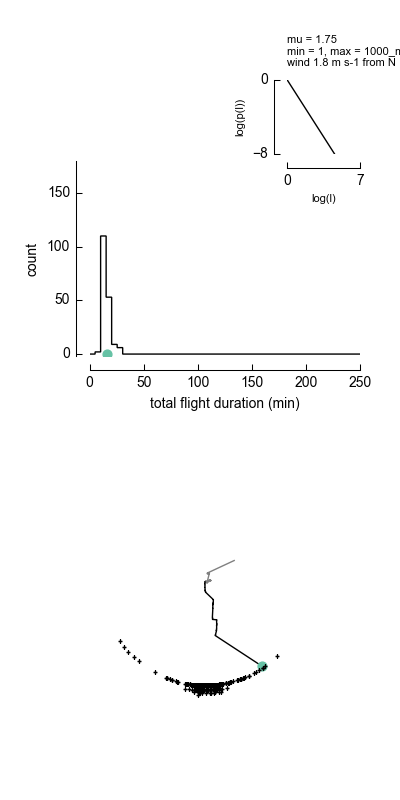 mu = 1.75
min = 1, max = 1000_m
wind 1.8 m s-1 from N
0
log(p(l))
−8
0 7
log(l)
150
100
count
50
0
0 50 100 150 200 250
total flight duration (min)